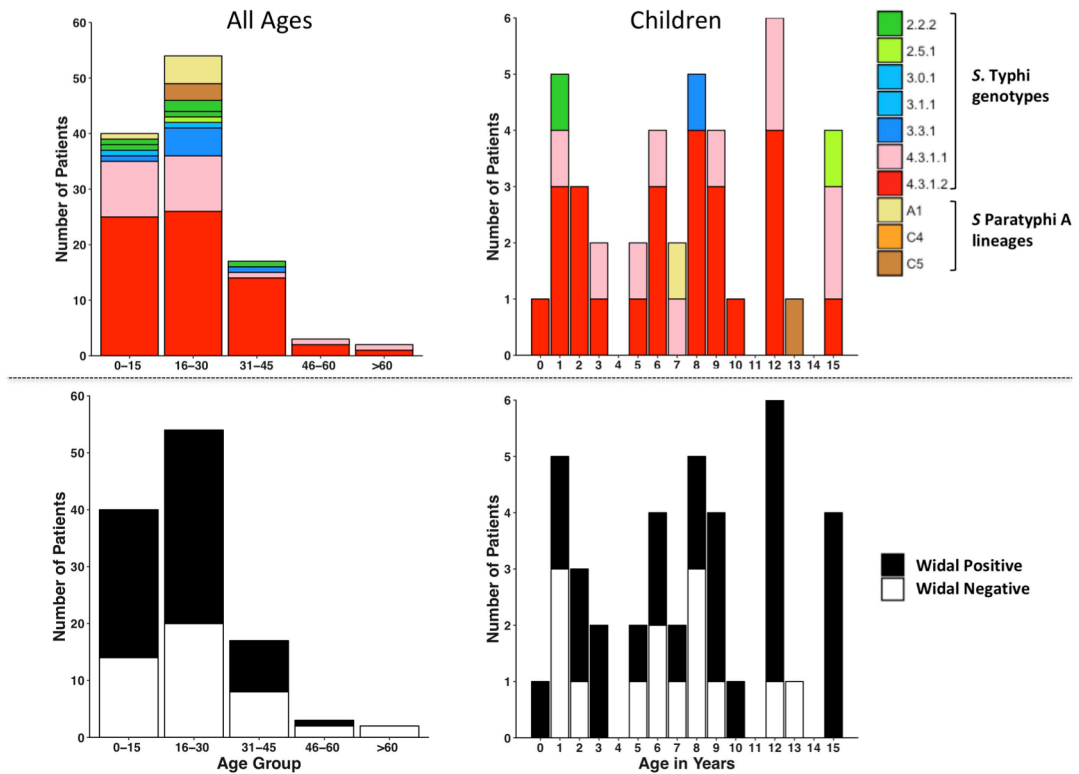 All Ages
Number of Patients
60
50
40
30
20
10
0
0–15 16–30 31–45 46–60 >60
Children
Number of Patients
6
5
4
3
2
1
0
0 1 2 3 4 5 6 7 8 9 10 11 12 13 14 15
2.2.2
2.5.1
3.0.1
3.1.1
3.3.1
4.3.1.1
4.3.1.2
A1
C4
C5
S. Typhi
genotypes
S Paratyphi A
lineages
Number of Patients
60
50
40
30
20
10
0
0–15 16–30 31–45 46–60 >60
Age Group
Number of Patients
6
5
4
3
2
1
0
0 1 2 3 4 5 6 7 8 9 10 11 12 13 14 15
Age in Years
Widal Positive
Widal Negative